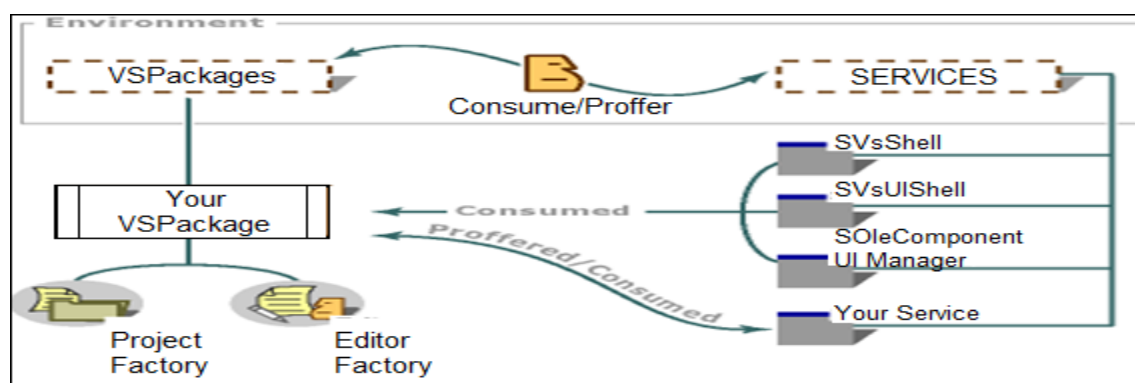 Environment
VSPackages
SERVICES
Consume/Proffer
SVsShell
Your
VSPackage
Consumed
SVsUIShell
Proffered/Consumed
SOleComponent
UI Manager
Your Service
Project
Factory
Editor
Factory